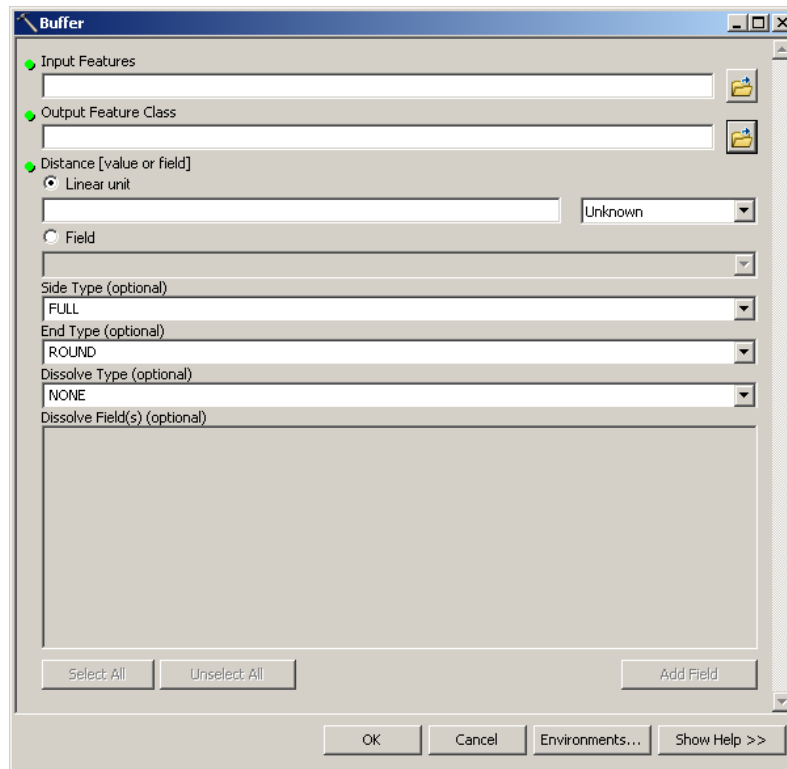 Buffer
Input Features
Output Feature Class
Distance [value or field]
Linear unit
Unknown
Field
Side Type (optional)
FULL
End Type (optional)
ROUND
Dissolve Type (optional)
NONE
Dissolve Field(s) (optional)
Select All Unselect All Add Field
OK Cancel Environments... Show Help >>